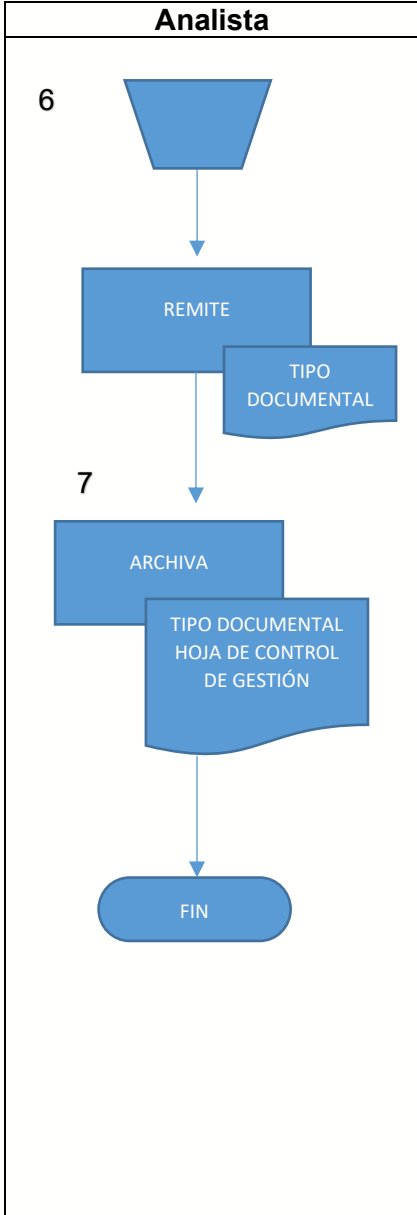 Analista
6
REMITE
TIPO
DOCUMENTAL
7
ARCHIVA
TIPO DOCUMENTAL
HOJA DE CONTROL
DE GESTIÓN
FIN